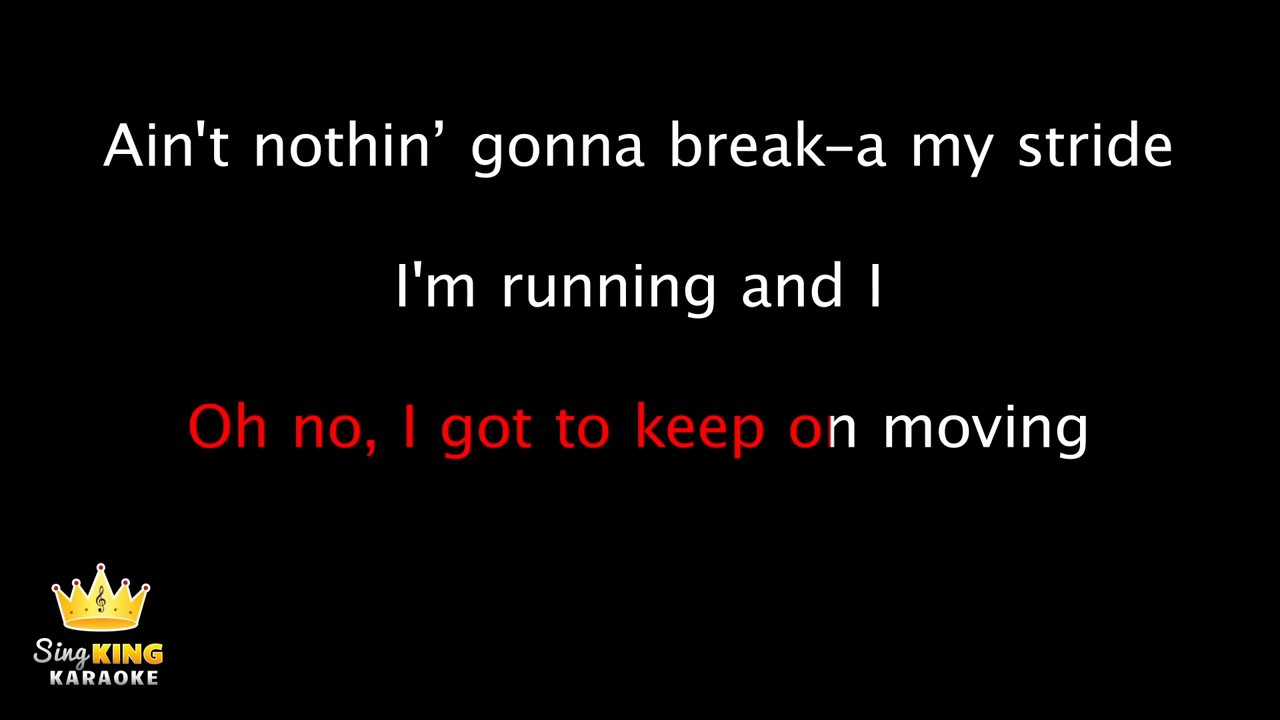 Ain't nothin’ gonna break-a my stride
I'm running and I
Oh no, I got to keep on moving
Sing KING
KARAOKE